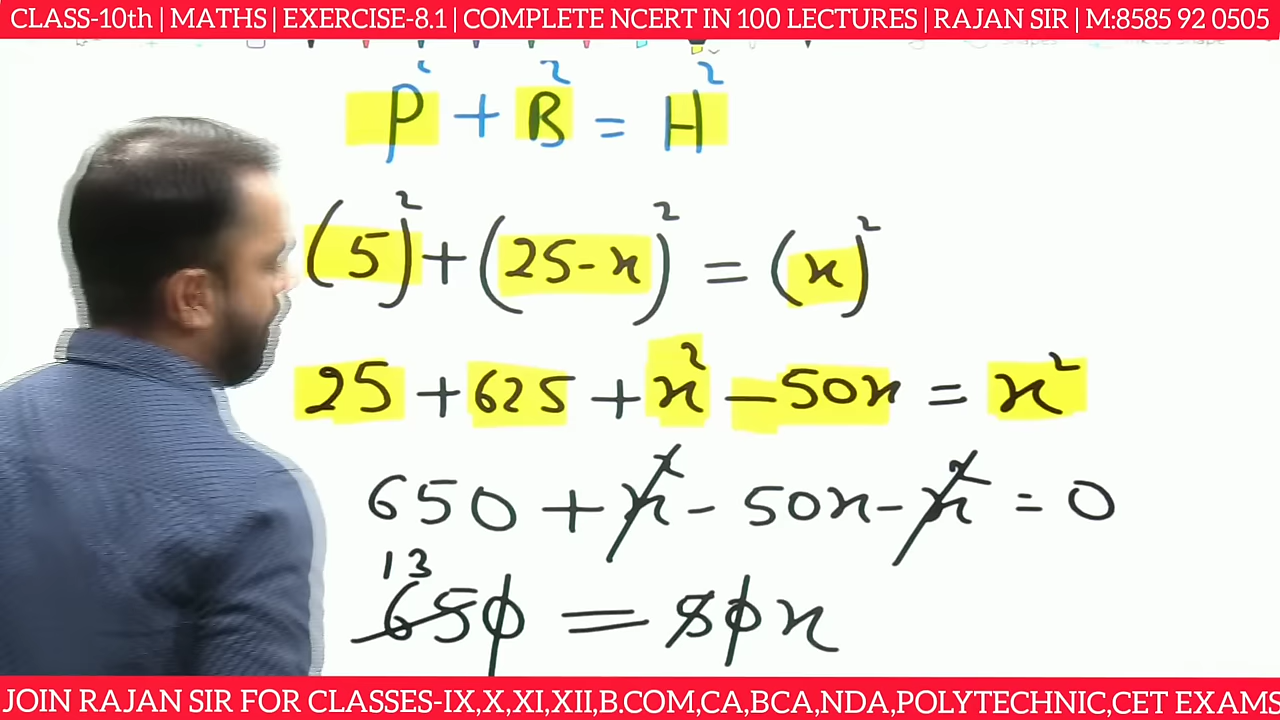 CLASS-10th | MATHS | EXERCISE-8.1 | COMPLETE NCERT IN 100 LECTURES | RAJAN SIR | M:8585 92 0505
P² + B² = H²
(5)² + (25-x)² = (x)²
25 + 625 + x² - 50x = x²
650 + x² - 50x - x² = 0
13
650 = 50x
JOIN RAJAN SIR FOR CLASSES-IX,X,XI,XII,B.COM,CA,BCA,NDA,POLYTECHNIC,CET EXAMS